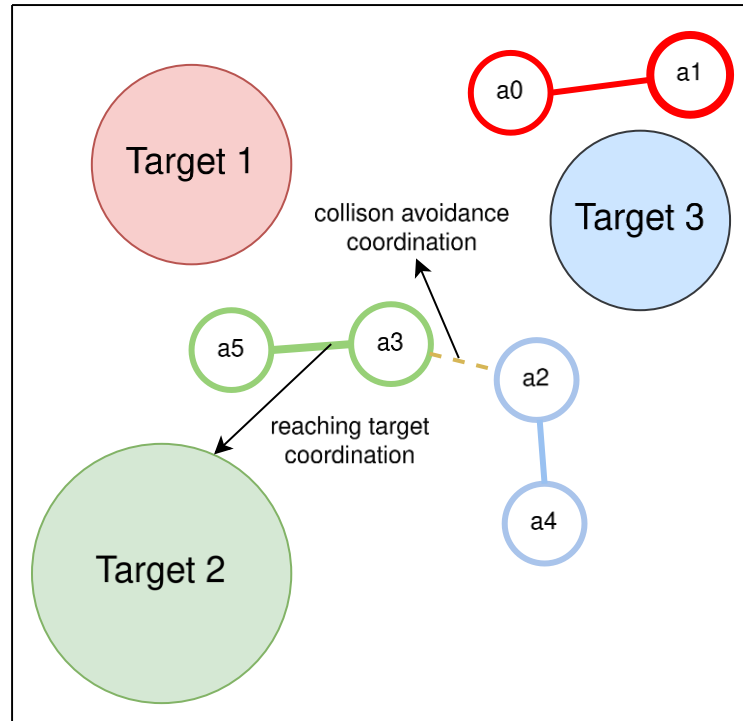 a0
a1
Target 1
Target 3
collison avoidance
coordination
a5
a3
a2
reaching target
coordination
a4
Target 2